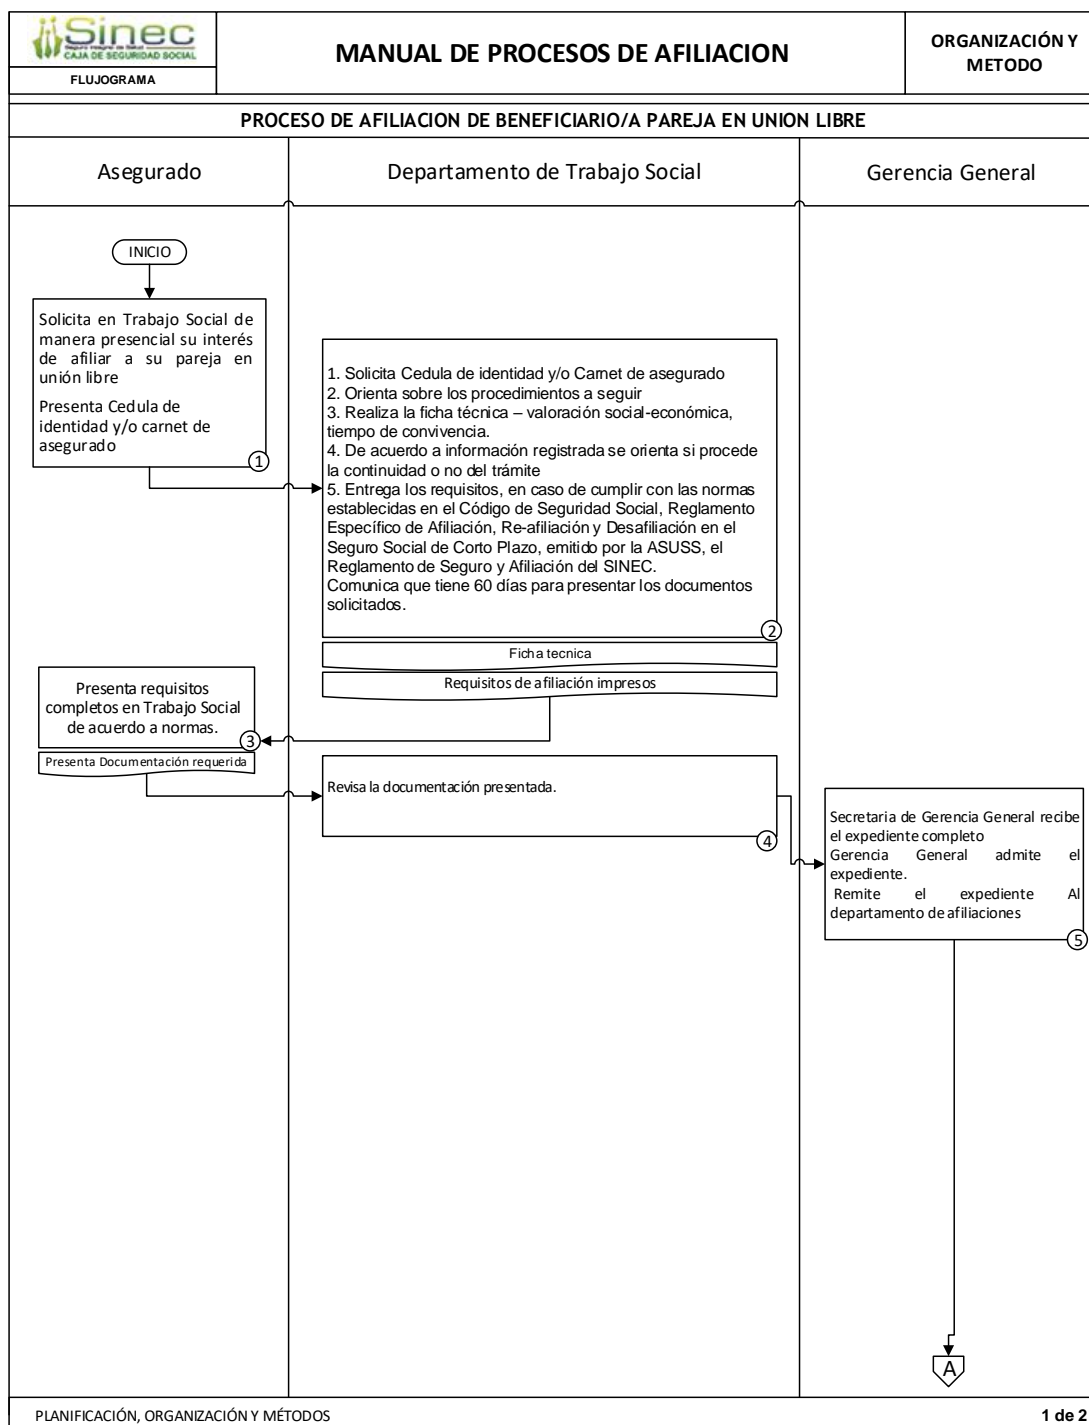 Sinec
Seguro Integral de Salud
CAJA DE SEGURIDAD SOCIAL
FLUJOGRAMA
MANUAL DE PROCESOS DE AFILIACION
ORGANIZACIÓN Y
METODO
PROCESO DE AFILIACION DE BENEFICIARIO/A PAREJA EN UNION LIBRE
Asegurado
Departamento de Trabajo Social
Gerencia General
INICIO
Solicita en Trabajo Social de
manera presencial su interés
de afiliar a su pareja en
unión libre
Presenta Cedula de
identidad y/o carnet de
asegurado
1
1. Solicita Cedula de identidad y/o Carnet de asegurado
2. Orienta sobre los procedimientos a seguir
3. Realiza la ficha técnica – valoración social-económica,
tiempo de convivencia.
4. De acuerdo a información registrada se orienta si procede
la continuidad o no del trámite
5. Entrega los requisitos, en caso de cumplir con las normas
establecidas en el Código de Seguridad Social, Reglamento
Específico de Afiliación, Re-afiliación y Desafiliación en el
Seguro Social de Corto Plazo, emitido por la ASUSS, el
Reglamento de Seguro y Afiliación del SINEC.
Comunica que tiene 60 días para presentar los documentos
solicitados.
2
Ficha tecnica
Requisitos de afiliación impresos
Presenta requisitos
completos en Trabajo Social
de acuerdo a normas.
3
Presenta Documentación requerida
Revisa la documentación presentada.
4
Secretaria de Gerencia General recibe
el expediente completo
Gerencia General admite el
expediente.
Remite el expediente Al
departamento de afiliaciones
5
A
PLANIFICACIÓN, ORGANIZACIÓN Y MÉTODOS
1 de 2